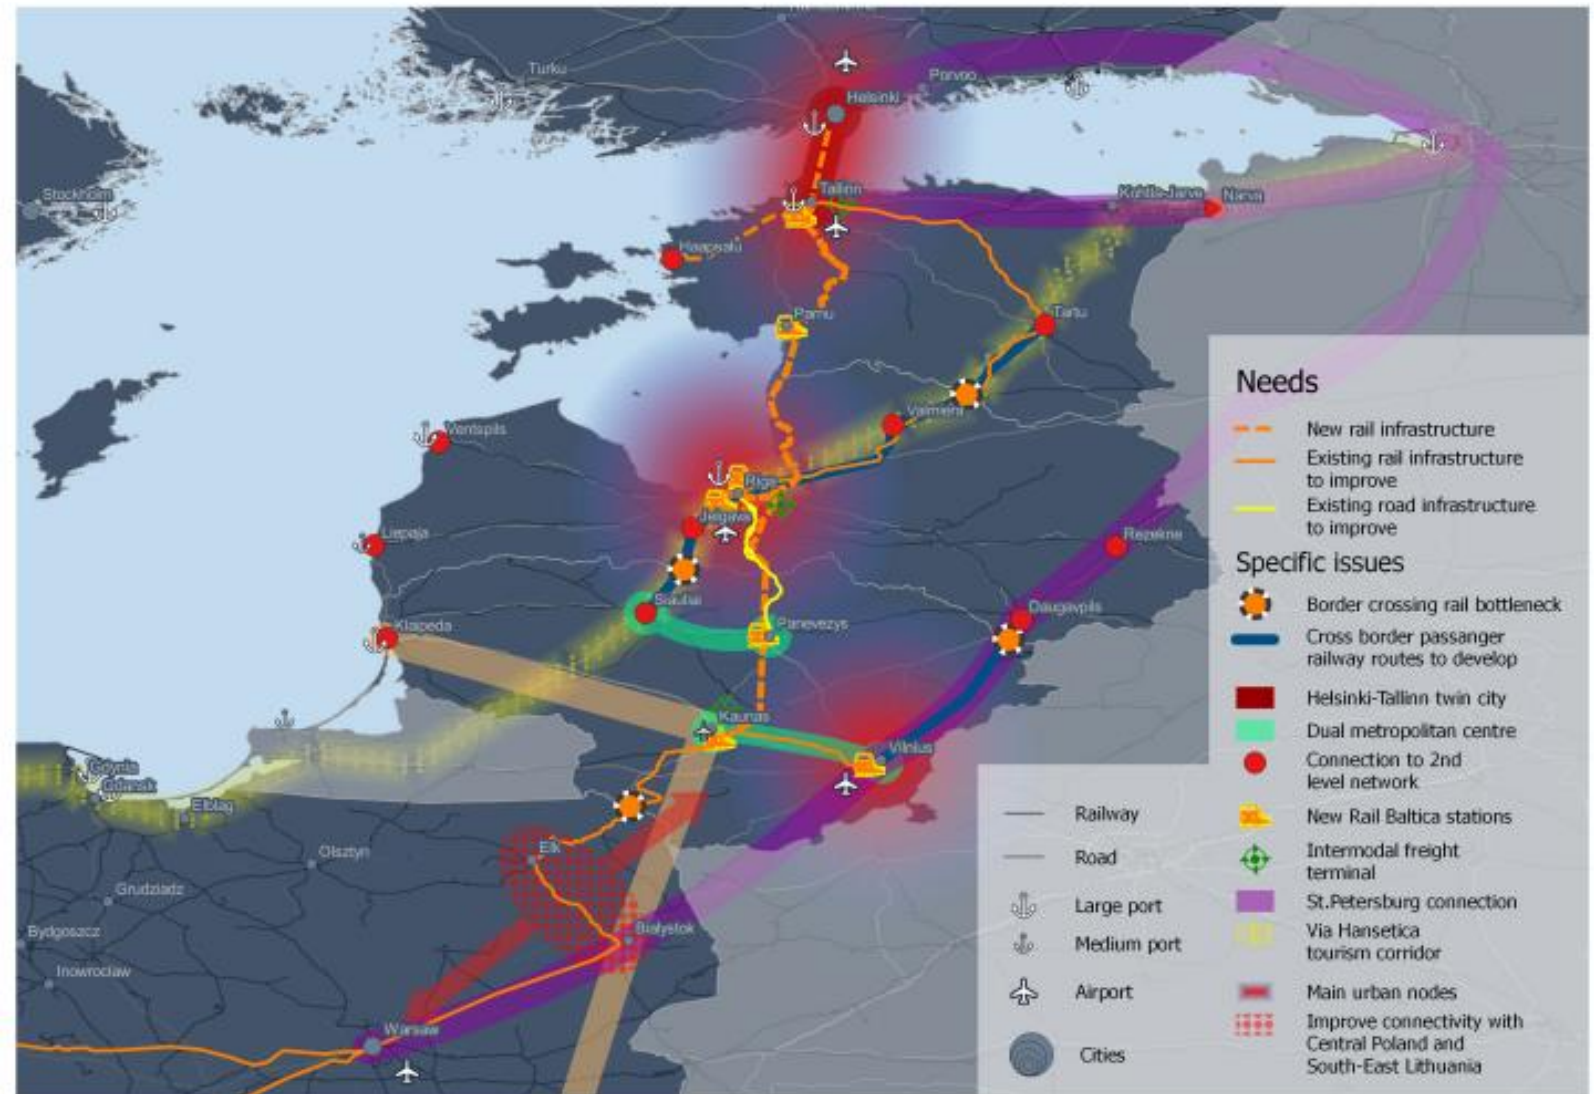 Turku
Porvoo
Helsinki
Stockholm
Tallinn
Kohtla-Jarve
Narva
Haapsalu
Parnu
Tartu
Valmiera
Ventspils
Riga
Jelgava
Liepaja
Rezekne
Siauliai
Daugavpils
Klapeda
Panevezys
Kaunas
Vilnius
Gdynia
Gdansk
Elblag
Elk
Olsztyn
Grudziadz
Bialystok
Bydgoszcz
Inowroclaw
Warsaw
Needs
New rail infrastructure
Existing rail infrastructure
to improve
Existing road infrastructure
to improve
Specific issues
Border crossing rail bottleneck
Cross border passanger
railway routes to develop
Helsinki-Tallinn twin city
Dual metropolitan centre
Connection to 2nd
level network
New Rail Baltica stations
Intermodal freight
terminal
St.Petersburg connection
Via Hansetica
tourism corridor
Main urban nodes
Improve connectivity with
Central Poland and
South-East Lithuania
Railway
Road
Large port
Medium port
Airport
Cities